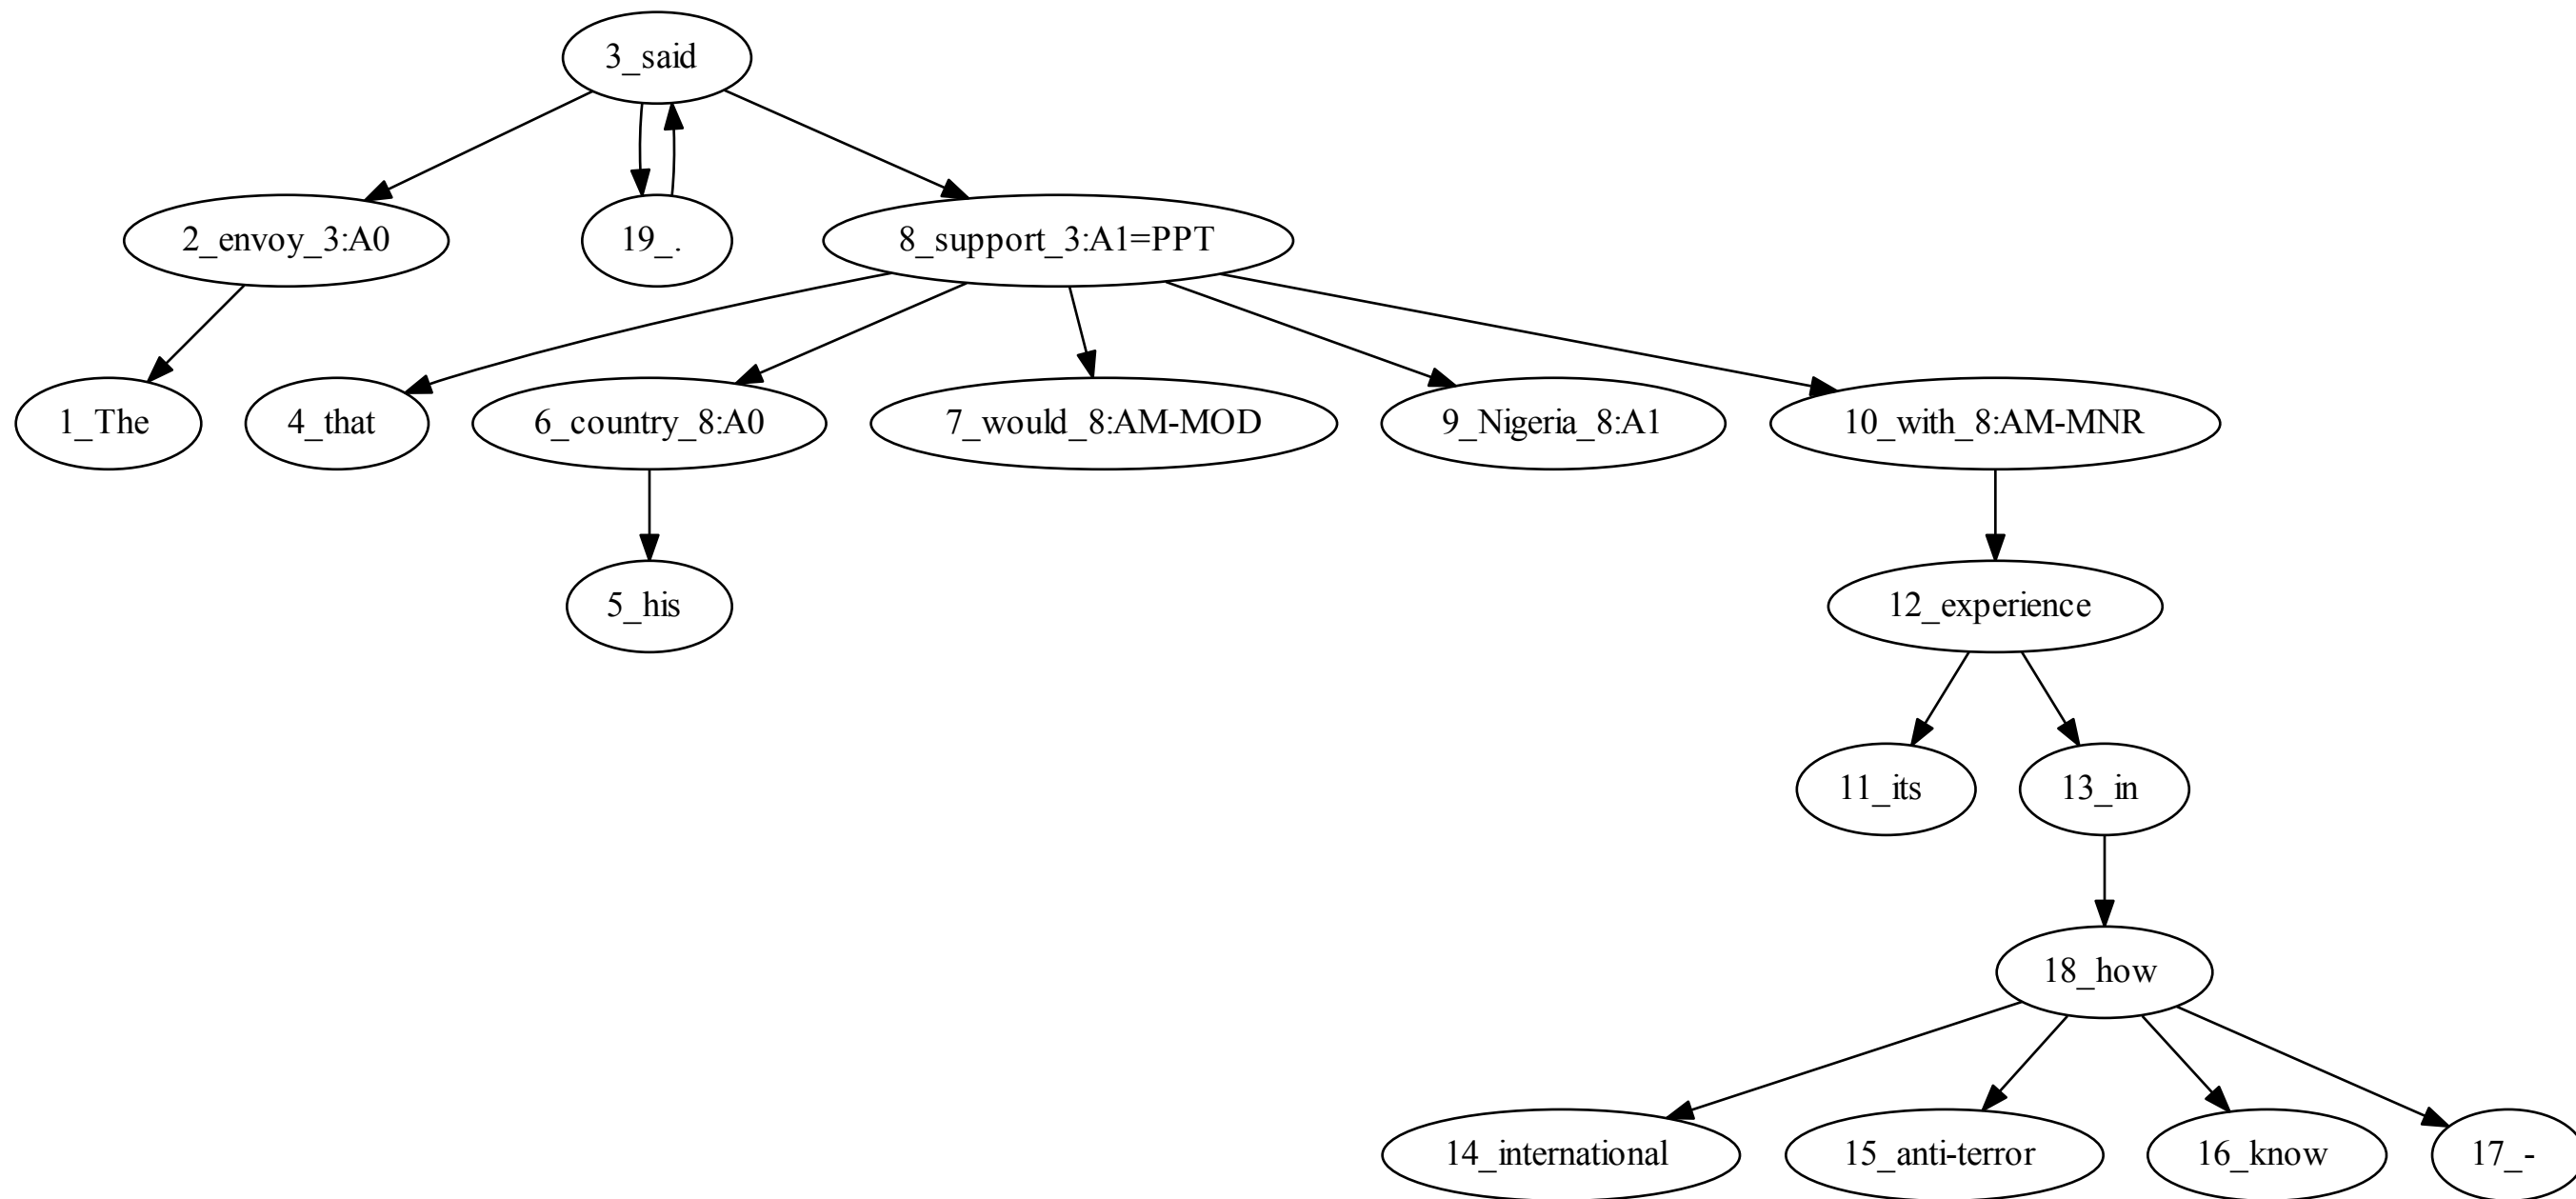 3_said
2_envoy_3:A0
19_.
8_support_3:A1=PPT
1_The
4_that
6_country_8:A0
7_would_8:AM-MOD
9_Nigeria_8:A1
10_with_8:AM-MNR
5_his
12_experience
11_its
13_in
18_how
14_international
15_anti-terror
16_know
17_-